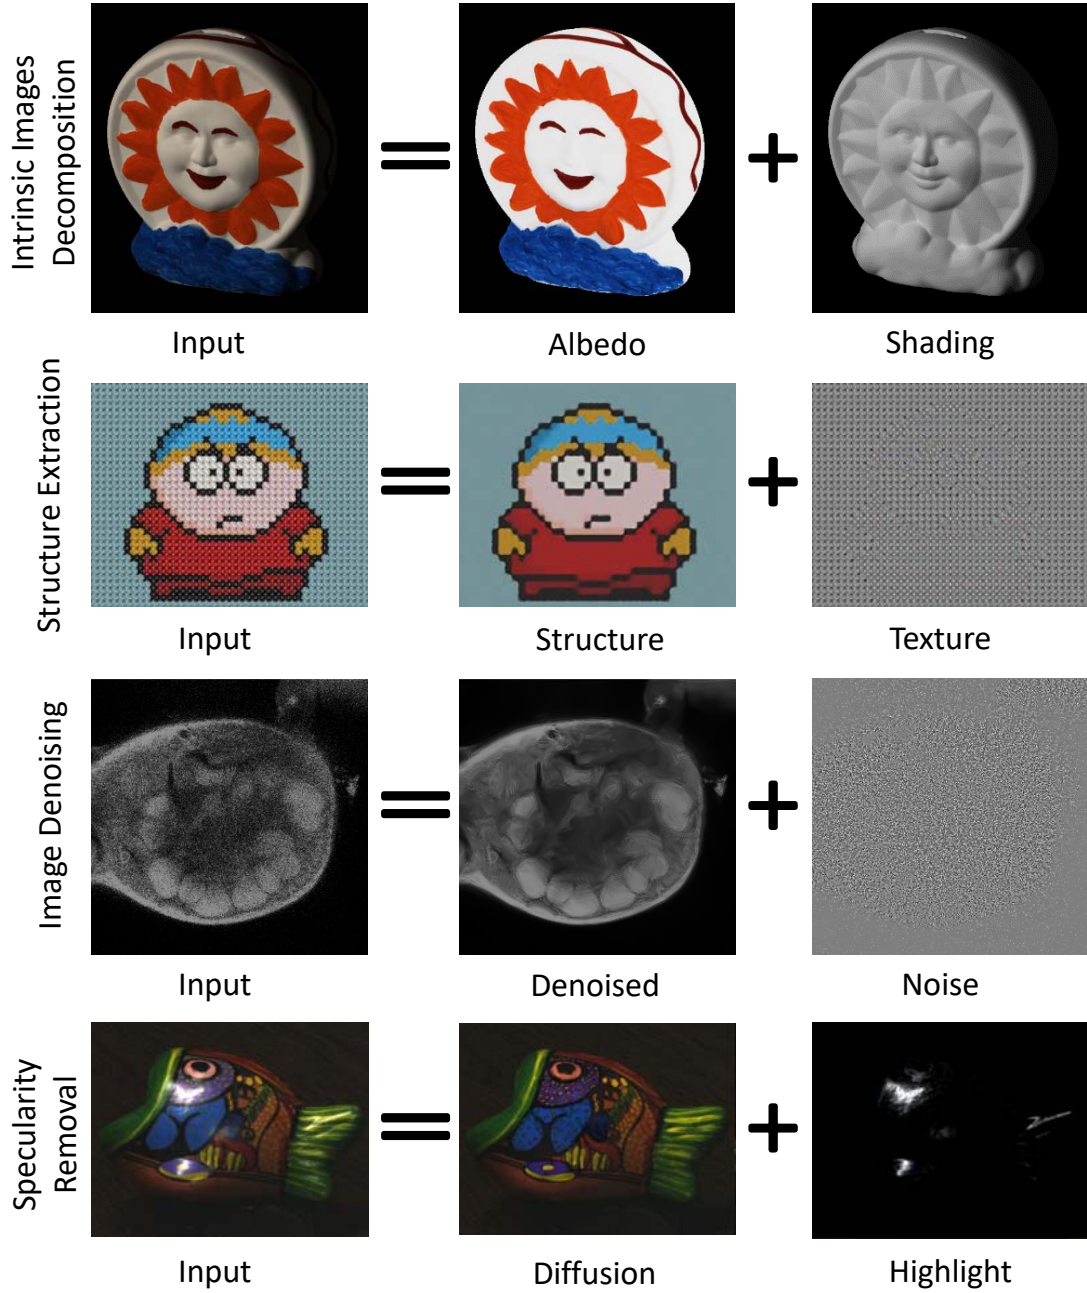 Intrinsic Images
Decomposition
=
+
Input
Albedo
Shading
Structure Extraction
=
+
Input
Structure
Texture
Image Denoising
=
+
Input
Denoised
Noise
Specularity
Removal
=
+
Input
Diffusion
Highlight